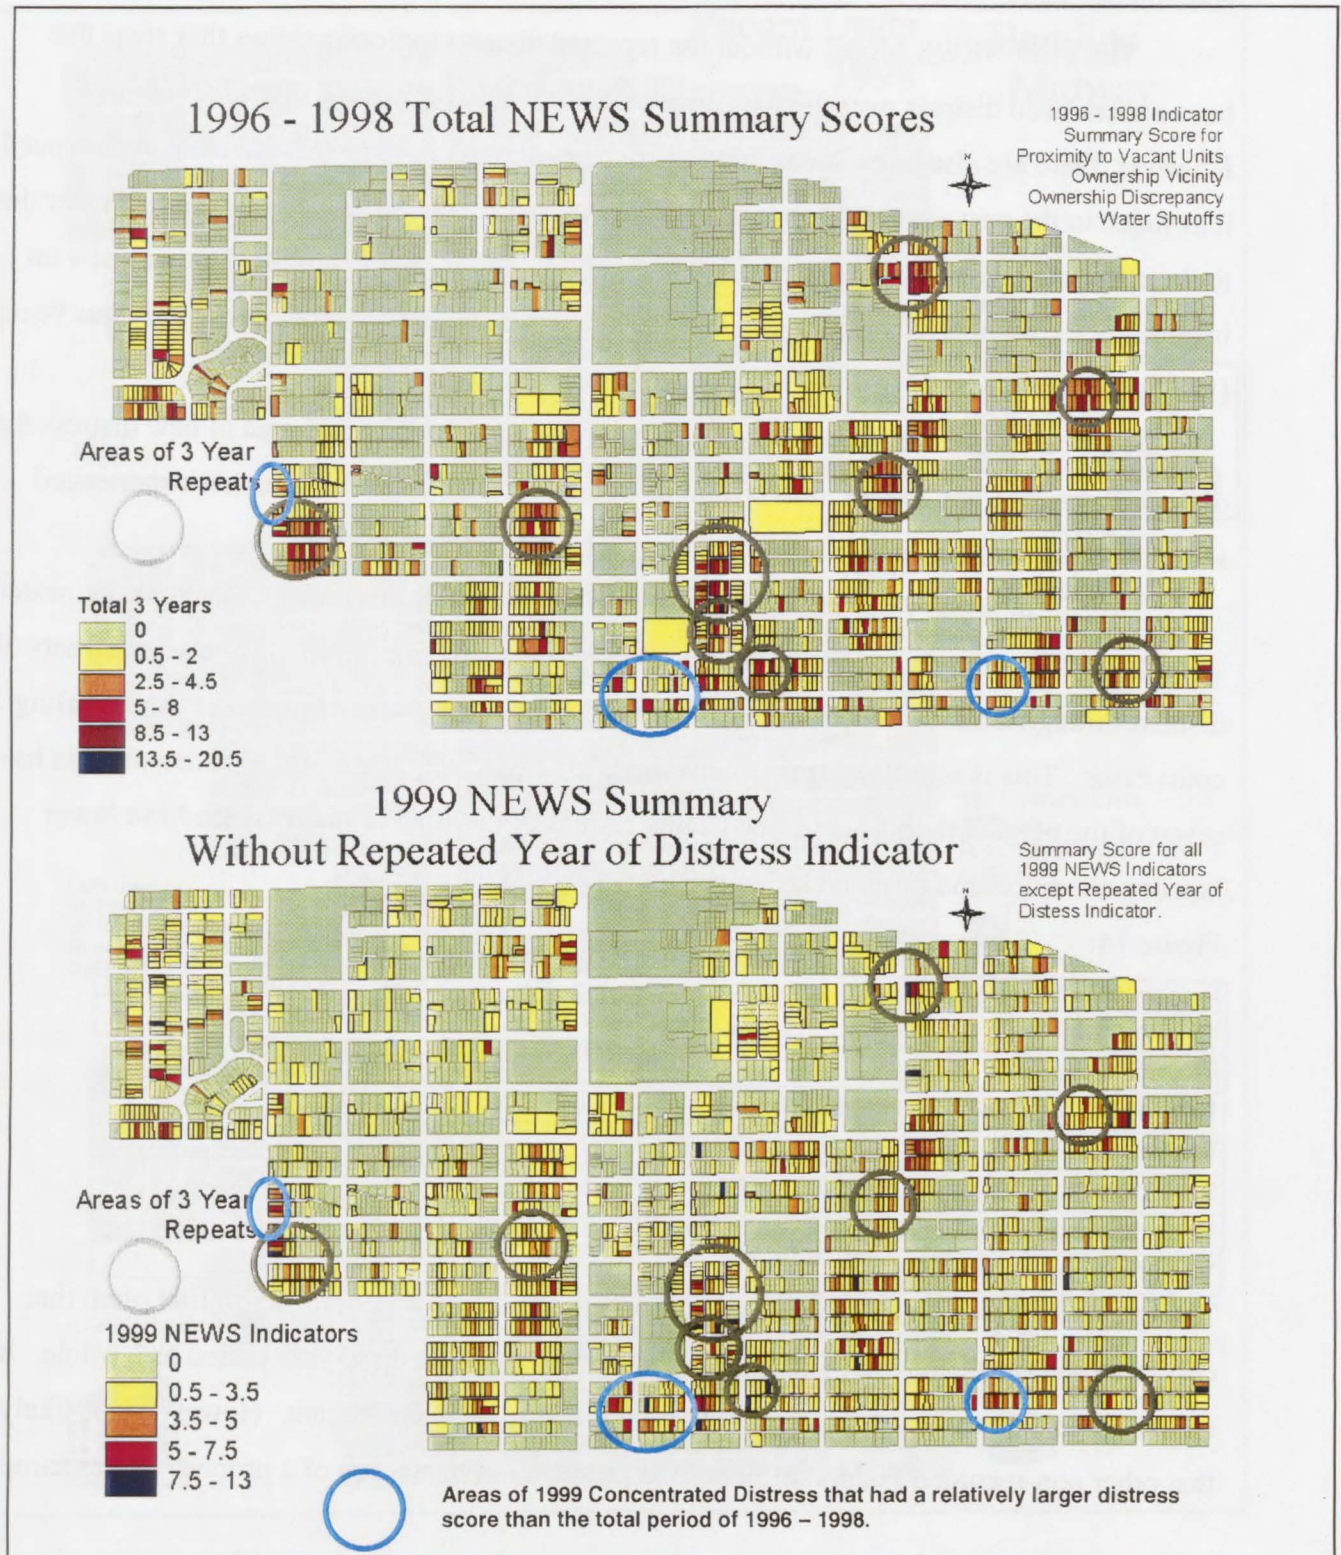 1996 - 1998 Total NEWS Summary Scores
1996 - 1998 Indicator
Summary Score for
Proximity to Vacant Units
Ownership Vicinity
Ownership Discrepancy
Water Shutoffs
N
Areas of 3 Year
Repeats
Total 3 Years
0
0.5 - 2
2.5 - 4.5
5 - 8
8.5 - 13
13.5 - 20.5
1999 NEWS Summary
Without Repeated Year of Distress Indicator
Summary Score for all
1999 NEWS Indicators
except Repeated Year of
Distess Indicator.
N
Areas of 3 Year
Repeats
1999 NEWS Indicators
0
0.5 - 3.5
3.5 - 5
5 - 7.5
7.5 - 13
Areas of 1999 Concentrated Distress that had a relatively larger distress
score than the total period of 1996 – 1998.